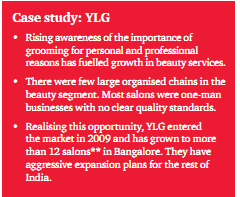 Case study: YLG
• Rising awareness of the importance of
grooming for personal and professional
reasons has fuelled growth in beauty services.
• There were few large organised chains in the
beauty segment. Most salons were one-man
businesses with no clear quality standards.
• Realising this opportunity, YLG entered
the market in 2009 and has grown to more
than 12 salons** in Bangalore. They have
aggressive expansion plans for the rest of
India.